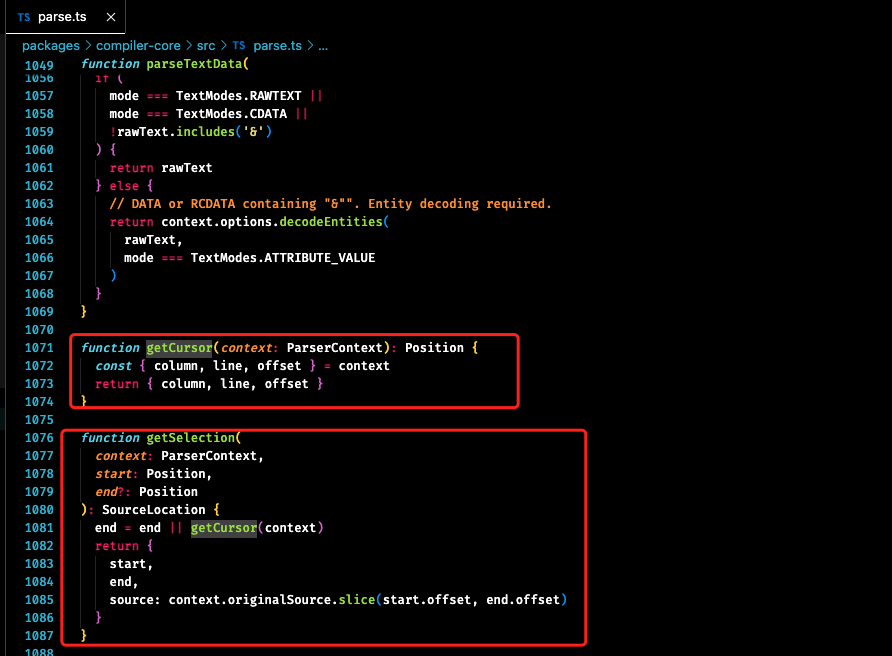 TS parse.ts ×
packages > compiler-core > src > TS parse.ts > ...
1049 function parseTextData(
1056 if (
1057 mode === TextModes.RAWTEXT ||
1058 mode === TextModes.CDATA ||
1059 !rawText.includes('&')
1060 ) {
1061 return rawText
1062 } else {
1063 // DATA or RCDATA containing "&"". Entity decoding required.
1064 return context.options.decodeEntities(
1065 rawText,
1066 mode === TextModes.ATTRIBUTE_VALUE
1067 )
1068 }
1069 }
1070
1071 function getCursor(context: ParserContext): Position {
1072 const { column, line, offset } = context
1073 return { column, line, offset }
1074 }
1075
1076 function getSelection(
1077 context: ParserContext,
1078 start: Position,
1079 end?: Position
1080 ): SourceLocation {
1081 end = end || getCursor(context)
1082 return {
1083 start,
1084 end,
1085 source: context.originalSource.slice(start.offset, end.offset)
1086 }
1087 }
1088